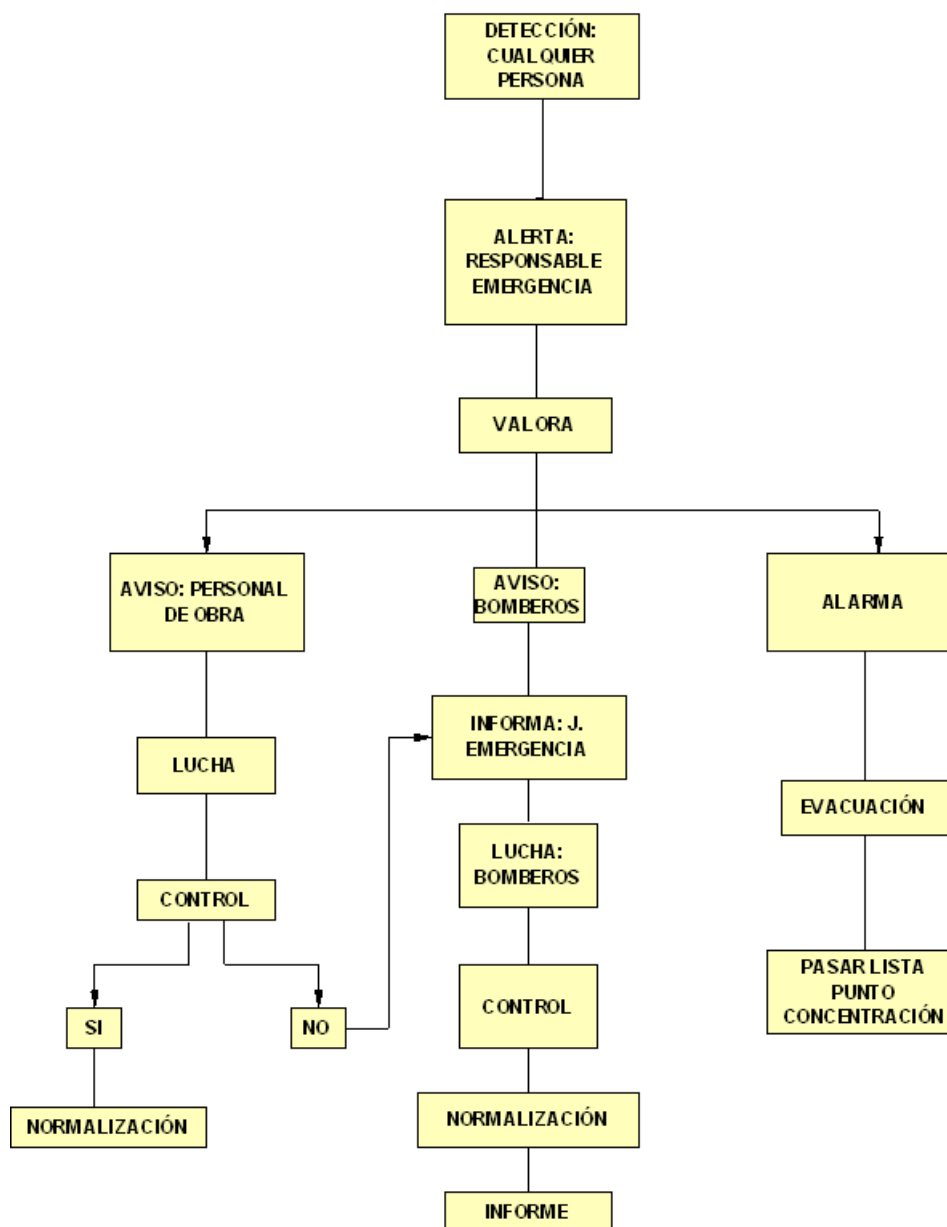 DETECCIÓN:
CUALQUIER
PERSONA
ALERTA:
RESPONSABLE
EMERGENCIA
VALORA
AVISO: PERSONAL
DE OBRA
AVISO:
BOMBEROS
ALARMA
INFORMA: J.
EMERGENCIA
LUCHA
EVACUACIÓN
LUCHA:
BOMBEROS
CONTROL
PASAR LISTA
PUNTO
CONCENTRACIÓN
CONTROL
SI
NO
NORMALIZACIÓN
NORMALIZACIÓN
INFORME